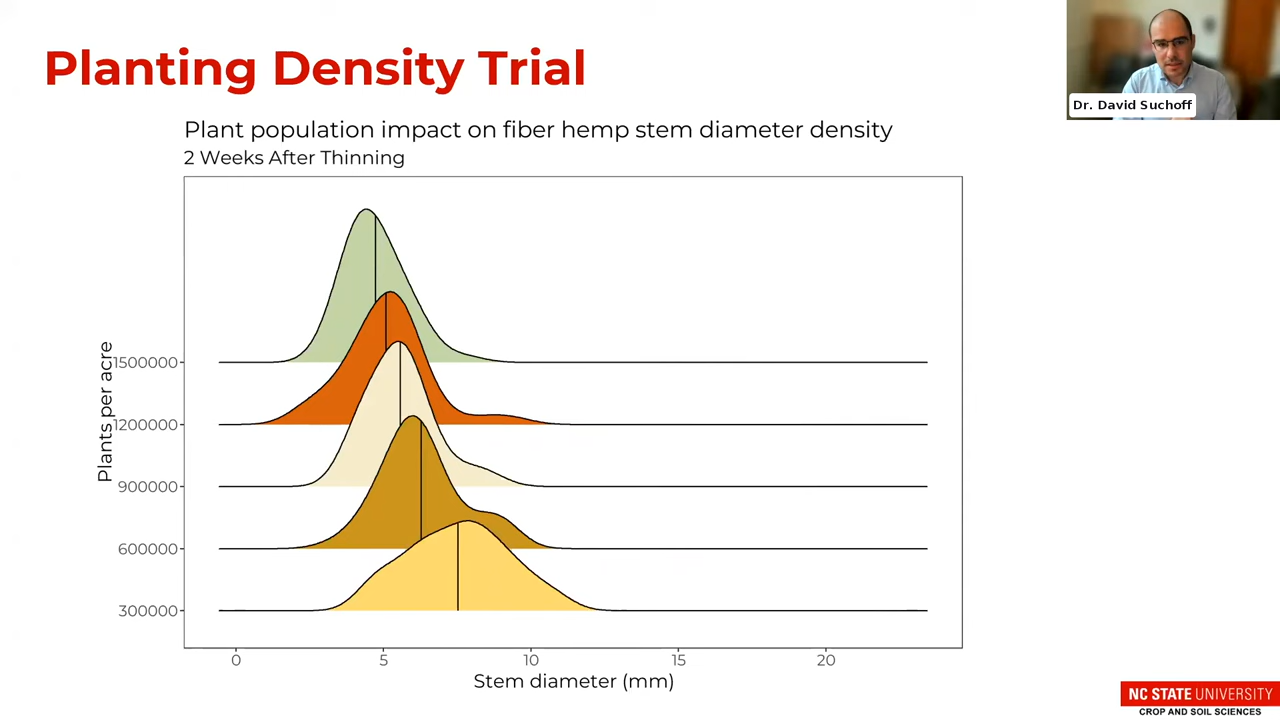 Planting Density Trial
Dr. David Suchoff
Plant population impact on fiber hemp stem diameter density
2 Weeks After Thinning
Plants per acre
1500000
1200000
900000
600000
300000
0 5 10 15 20
Stem diameter (mm)
NC STATE UNIVERSITY
CROP AND SOIL SCIENCES